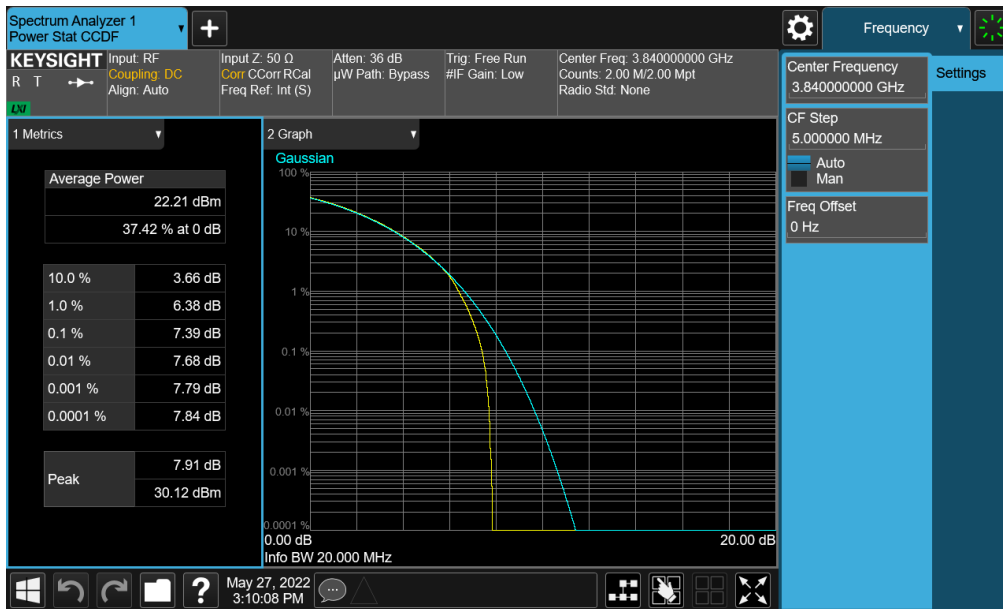 Spectrum Analyzer 1
Power Stat CCDF
Frequency
KEYSIGHT
R T
LXI
Input: RF
Coupling: DC
Align: Auto
Input Z: 50 Ω
Corr CCorr RCal
Freq Ref: Int (S)
Atten: 36 dB
µW Path: Bypass
Trig: Free Run
#IF Gain: Low
Center Freq: 3.840000000 GHz
Counts: 2.00 M/2.00 Mpt
Radio Std: None
Center Frequency
3.840000000 GHz
Settings
CF Step
5.000000 MHz
Auto
Man
Freq Offset
0 Hz
1 Metrics
Average Power
22.21 dBm
37.42 % at 0 dB
10.0 % 3.66 dB
1.0 % 6.38 dB
0.1 % 7.39 dB
0.01 % 7.68 dB
0.001 % 7.79 dB
0.0001 % 7.84 dB
Peak
7.91 dB
30.12 dBm
2 Graph
Gaussian
100 %
10 %
1 %
0.1 %
0.01 %
0.001 %
0.0001 %
0.00 dB 20.00 dB
Info BW 20.000 MHz
?
May 27, 2022
3:10:08 PM